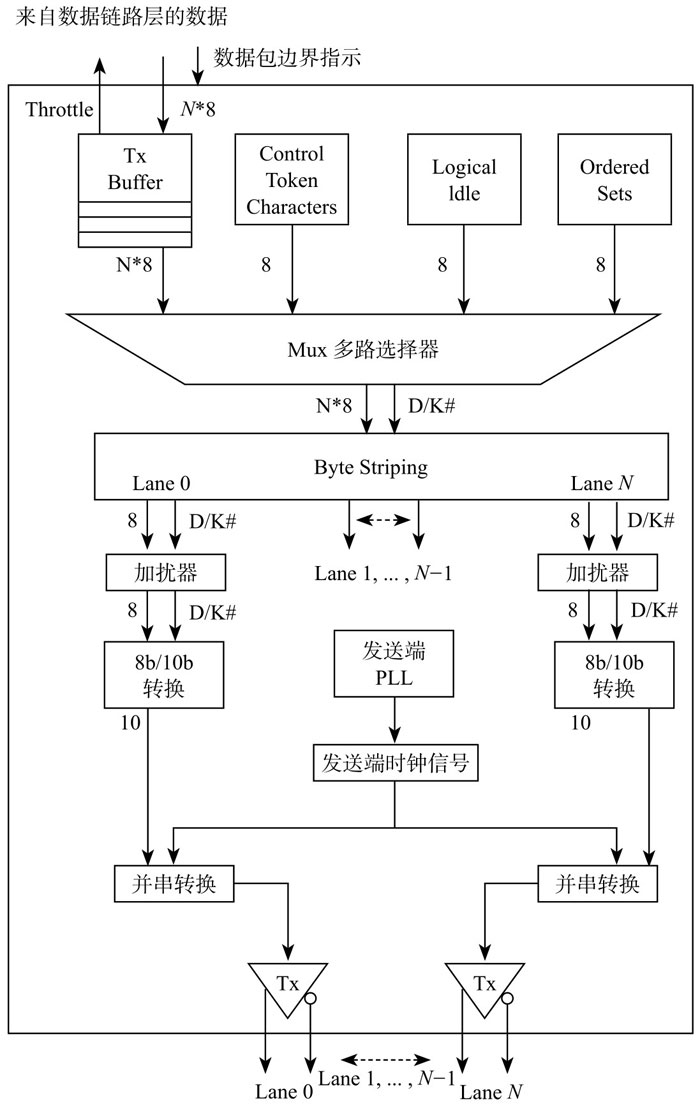 来自数据链路层的数据
数据包边界指示
Throttle
N*8
Tx
Buffer
Control
Token
Characters
Logical
ldle
Ordered
Sets
N*8
8
8
8
Mux 多路选择器
N*8
D/K#
Byte Striping
Lane 0
Lane N
8
D/K#
Lane 1, ... , N−1
8
D/K#
加扰器
加扰器
8
D/K#
8
D/K#
8b/10b
转换
发送端
PLL
8b/10b
转换
10
10
发送端时钟信号
并串转换
并串转换
Tx
Tx
Lane 0
Lane 1, ... , N−1
Lane N